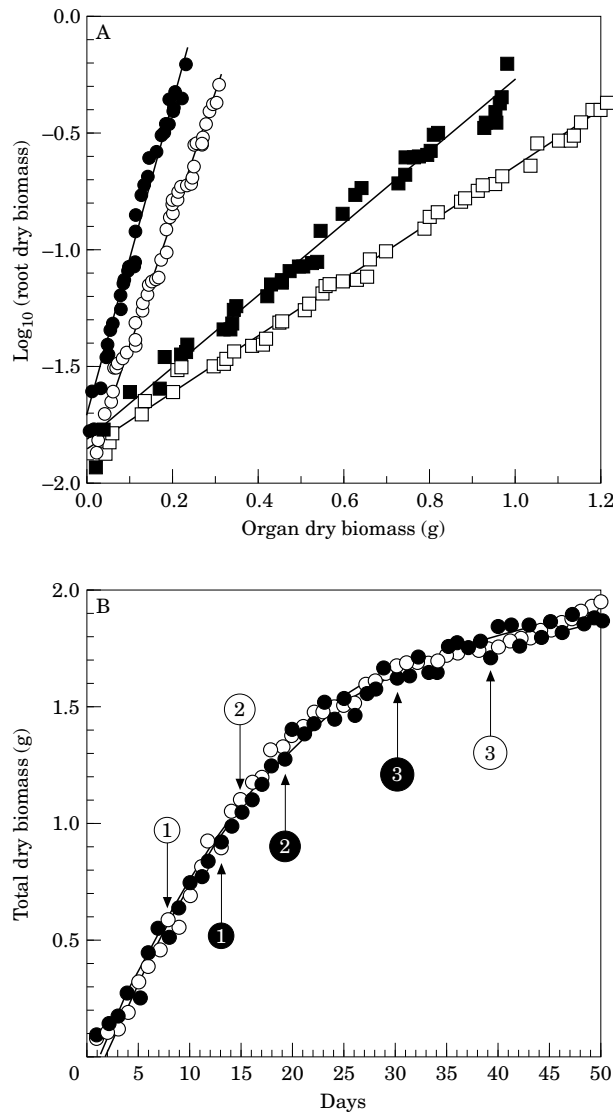 A
Log10 (root dry biomass)
0.0
–0.5
–1.0
–1.5
–2.0
0.0 0.2 0.4 0.6 0.8 1.0 1.2
Organ dry biomass (g)
B
Total dry biomass (g)
2.0
1.5
1.0
0.5
0 5 10 15 20 25 30 35 40 45 50
Days
1
2
3
1
2
3